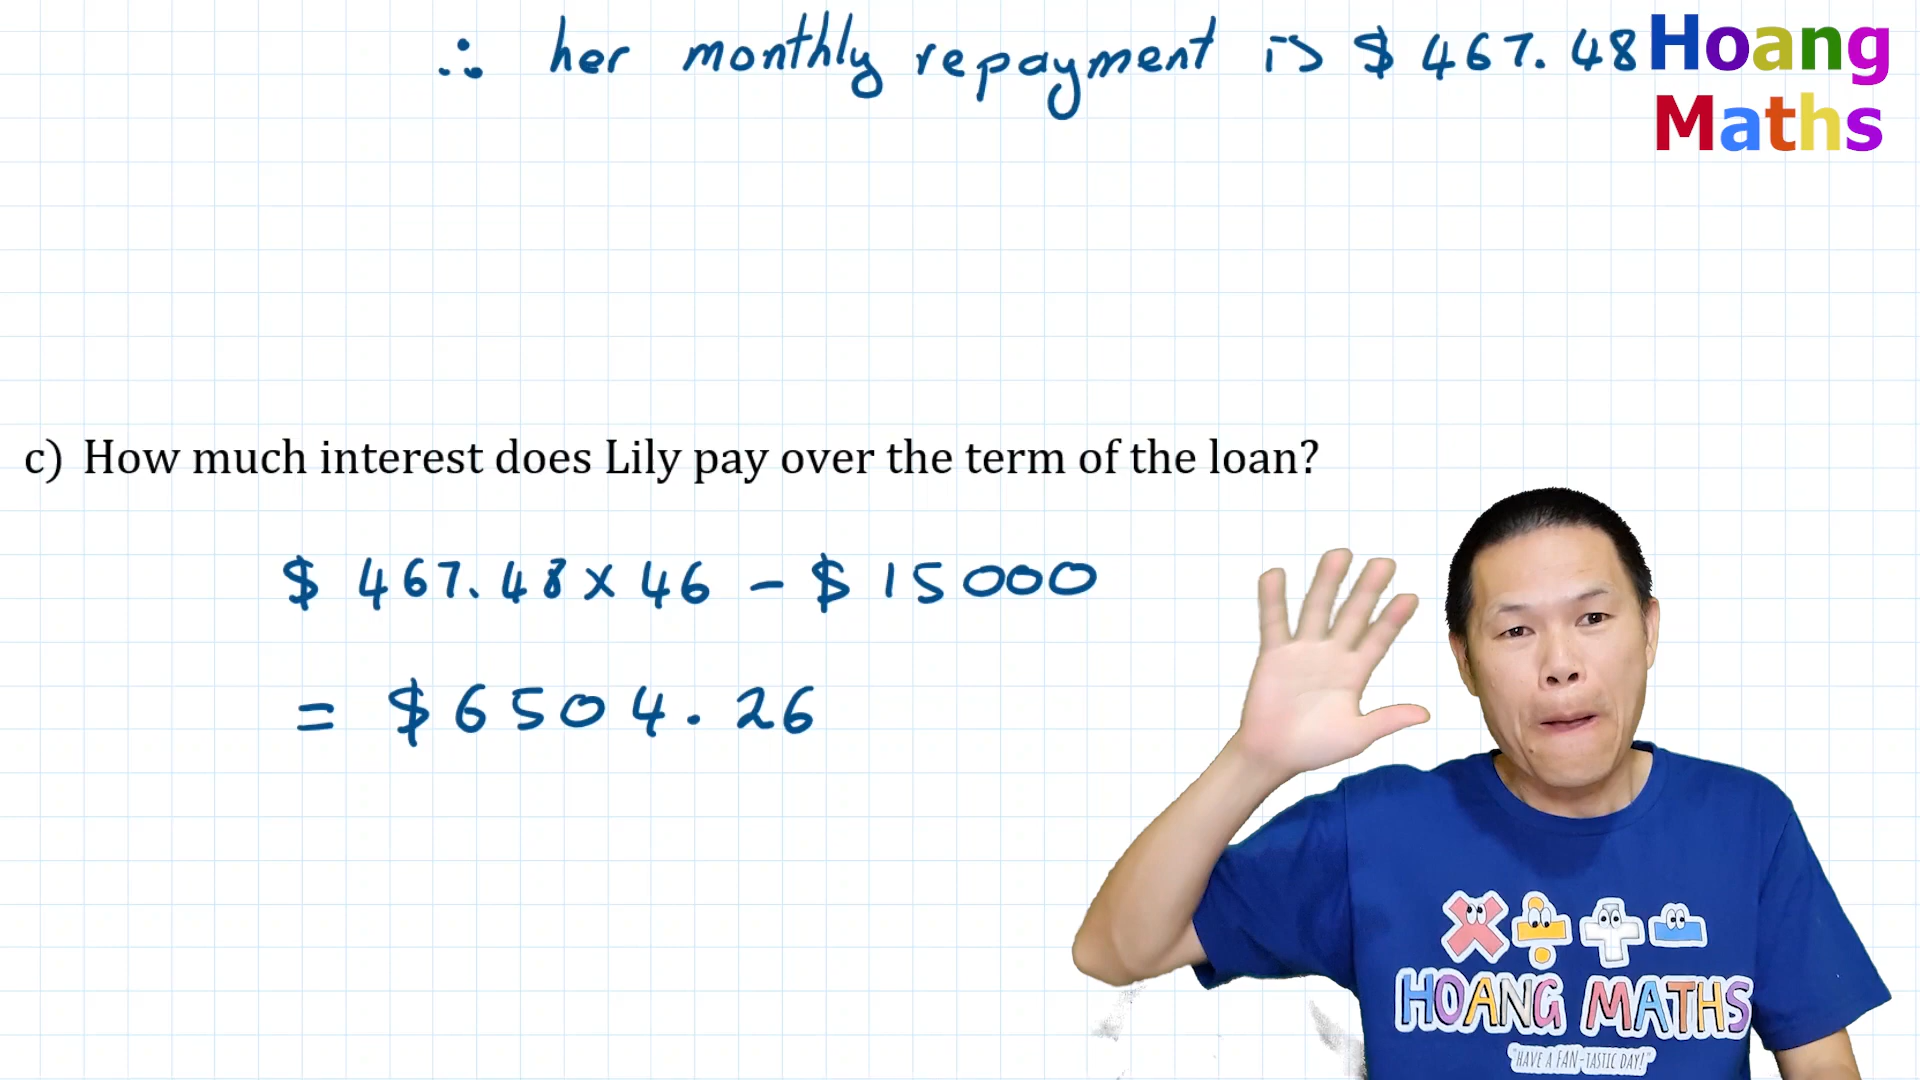 ∴ her monthly repayment is $ 467.48
Hoang
Maths
c) How much interest does Lily pay over the term of the loan?
$ 467.48 × 46 – $ 15000
= $ 6504.26
HOANG MATHS
"HAVE A FAN-TASTIC DAY!"